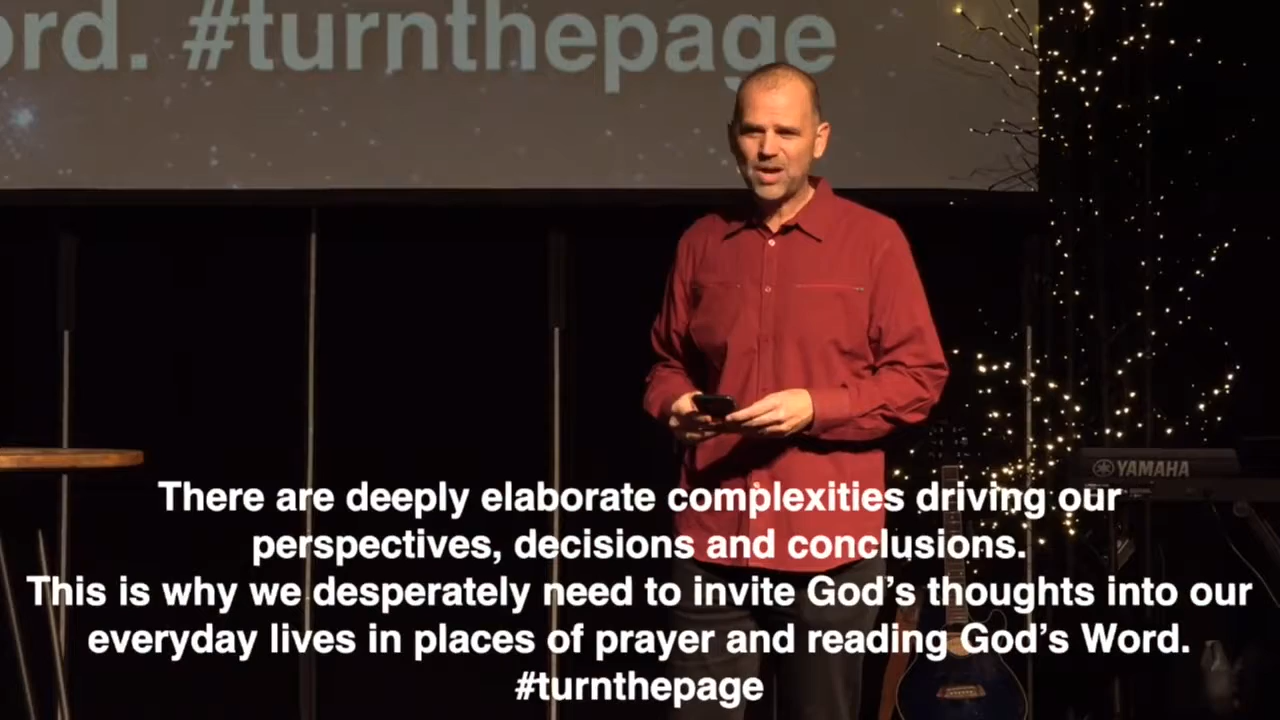 ord. #turnthepage
YAMAHA
There are deeply elaborate complexities driving our
perspectives, decisions and conclusions.
This is why we desperately need to invite God's thoughts into our
everyday lives in places of prayer and reading God's Word.
#turnthepage